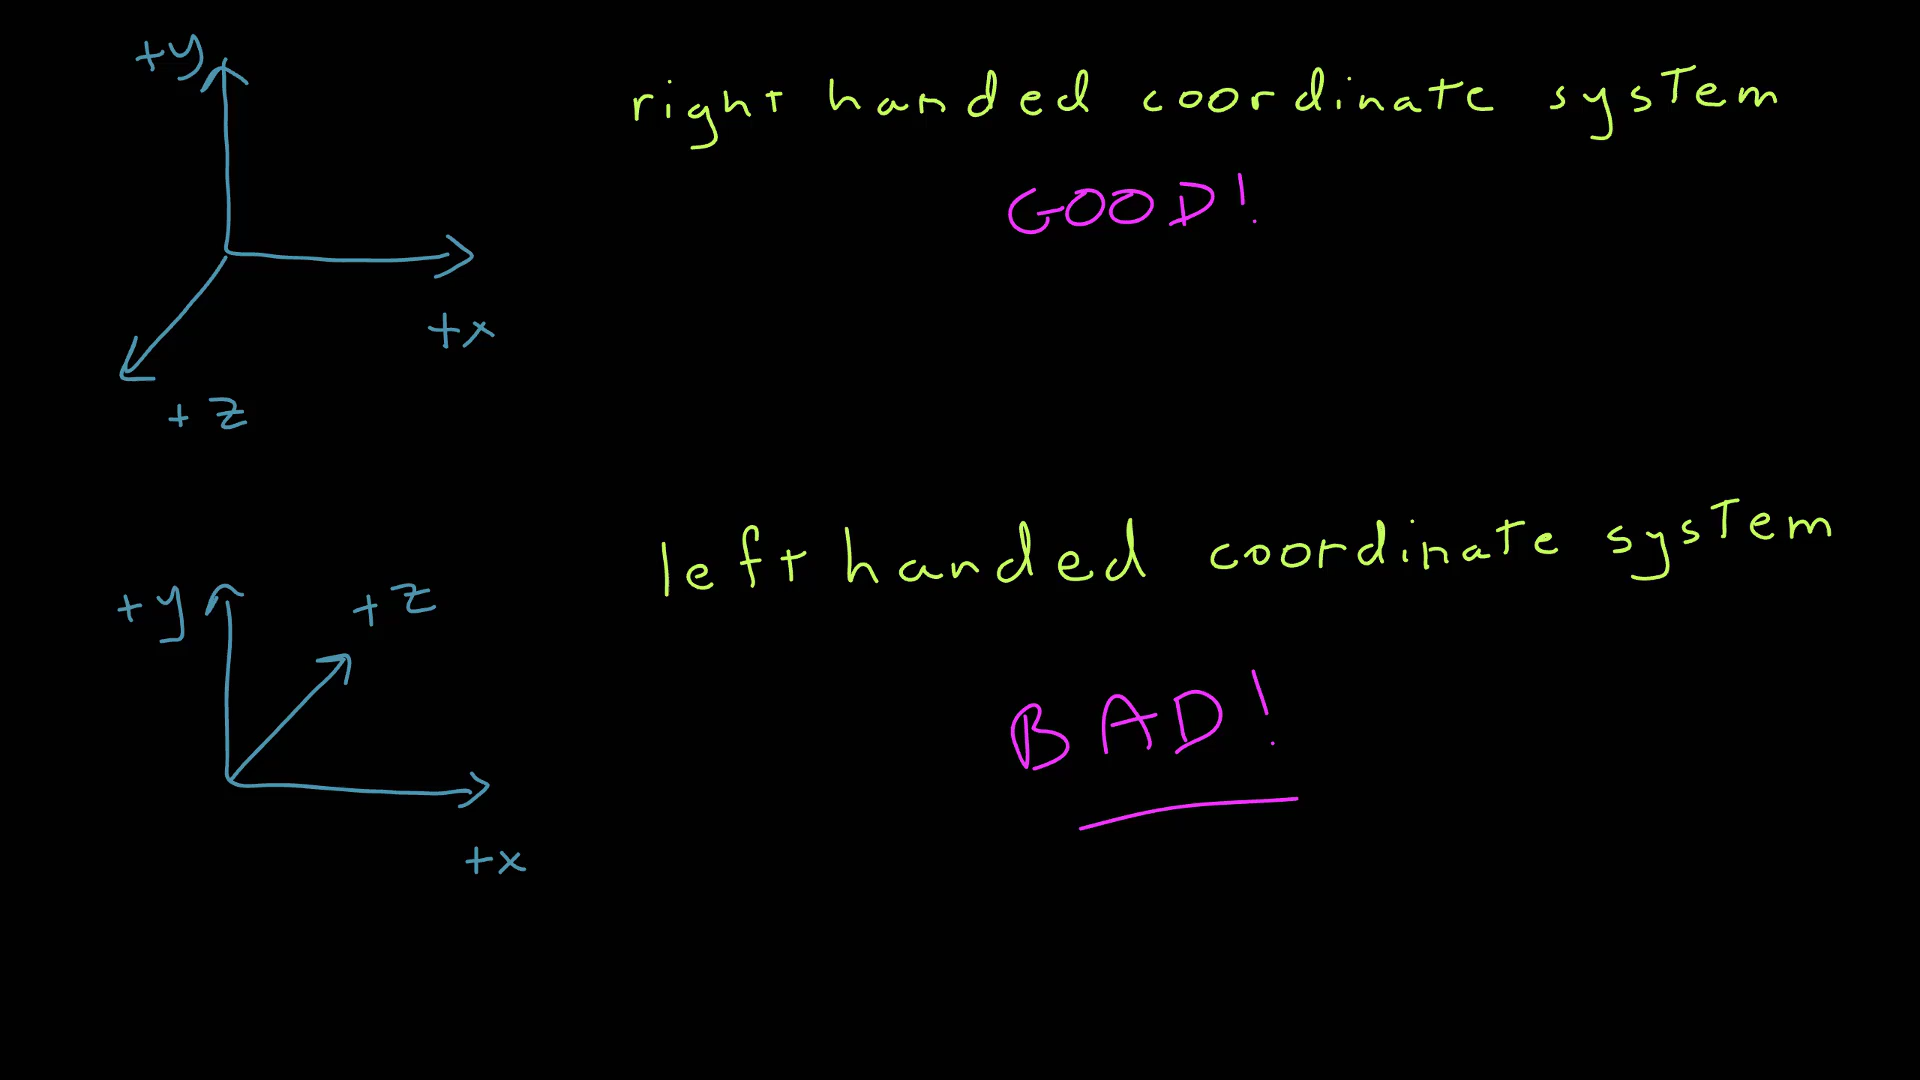 +y
right handed coordinate system
GOOD!
+x
+z
left handed coordinate system
+y
+z
BAD!
+x